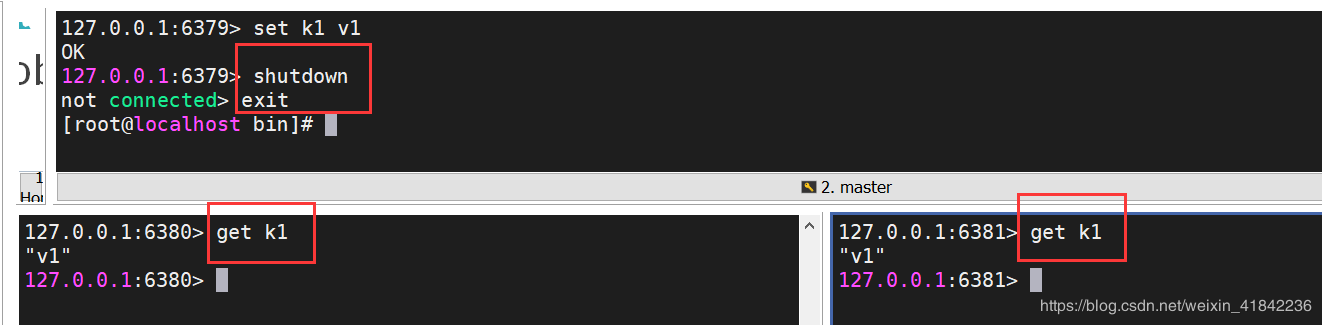 127.0.0.1:6379> set k1 v1
OK
127.0.0.1:6379> shutdown
not connected> exit
[root@localhost bin]#
2. master
127.0.0.1:6380> get k1
"v1"
127.0.0.1:6380>
127.0.0.1:6381> get k1
"v1"
127.0.0.1:6381>
https://blog.csdn.net/weixin_41842236